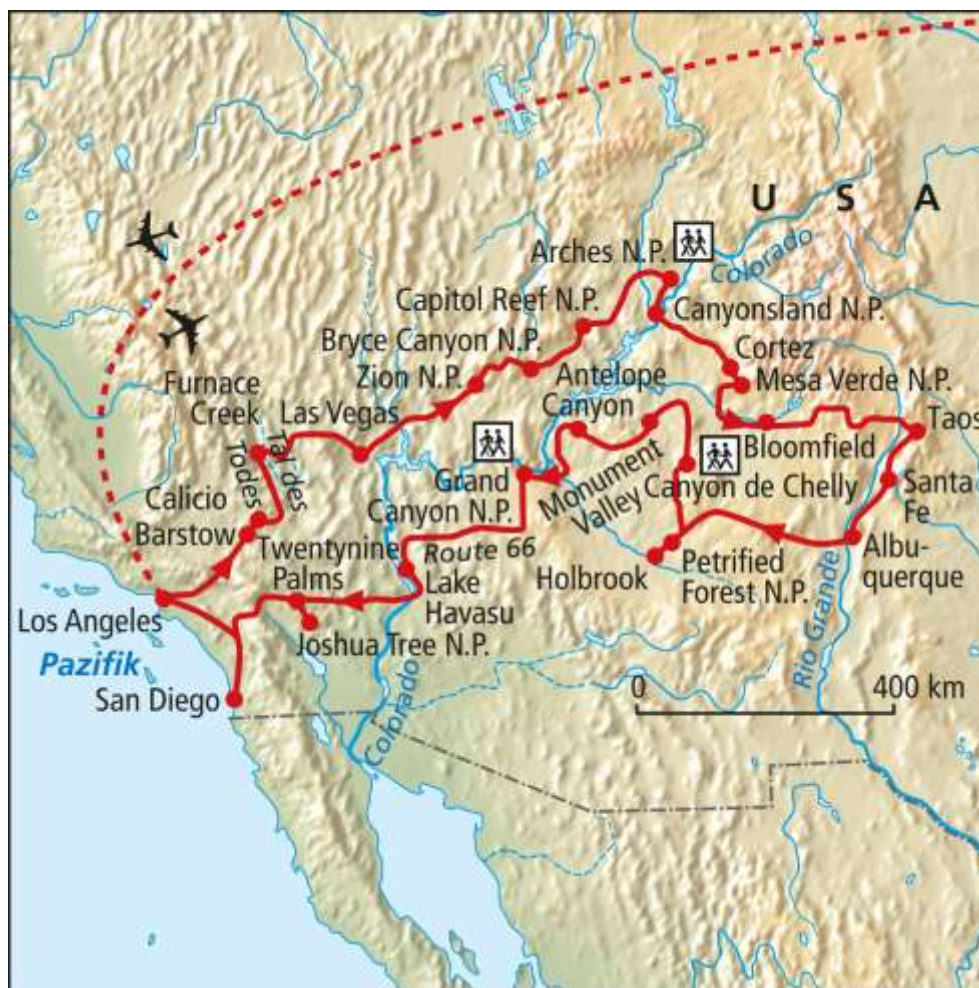 U S A
Arches N.P.
Colorado
Capitol Reef N.P.
Canyonsland N.P.
Bryce Canyon N.P.
Cortez
Zion N.P.
Antelope
Canyon
Mesa Verde N.P.
Furnace
Creek
Las Vegas
Taos
Bloomfield
Tal des
Todes
Grand
Canyon N.P.
Monument
Valley
Canyon de Chelly
Santa
Fe
Calicio
Barstow
Twentynine
Palms
Route 66
Lake
Havasu
Holbrook
Petrified
Forest N.P.
Albu-
querque
Los Angeles
Joshua Tree N.P.
Pazifik
San Diego
Colorado
Rio Grande
0 400 km